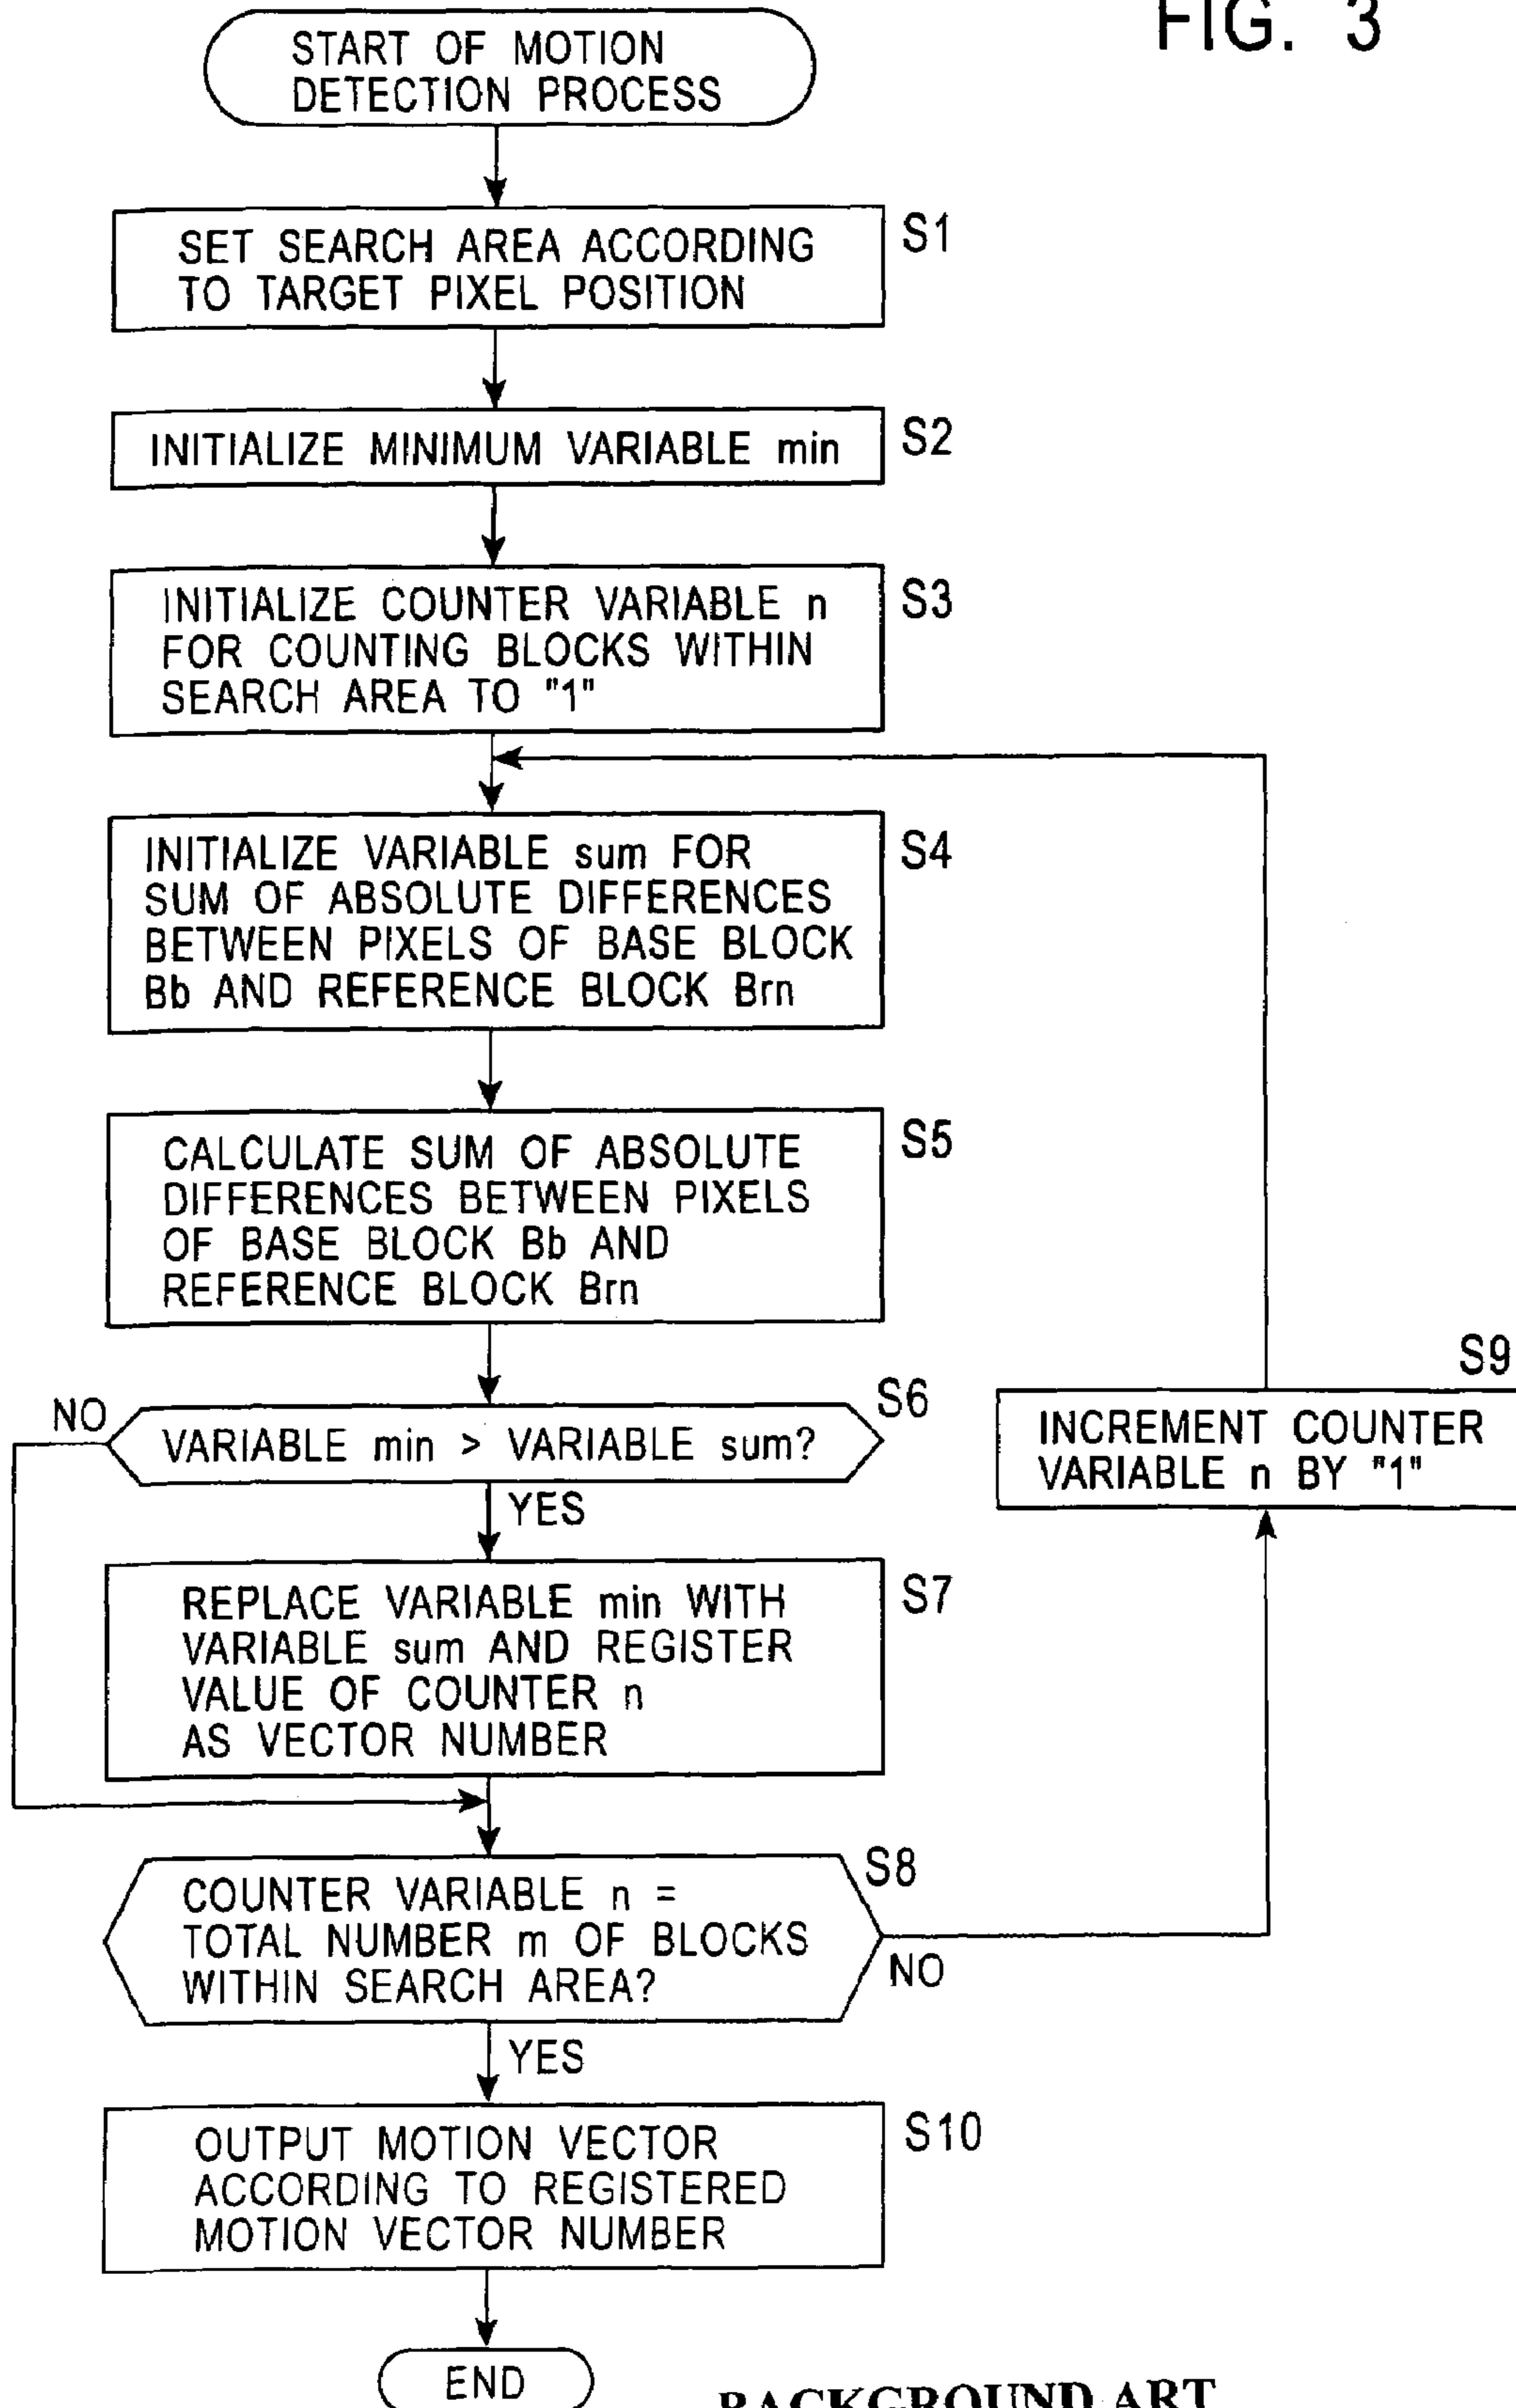 FIG. 3
START OF MOTION
DETECTION PROCESS
SET SEARCH AREA ACCORDING
TO TARGET PIXEL POSITION
S1
INITIALIZE MINIMUM VARIABLE min
S2
INITIALIZE COUNTER VARIABLE n
FOR COUNTING BLOCKS WITHIN
SEARCH AREA TO "1"
S3
INITIALIZE VARIABLE sum FOR
SUM OF ABSOLUTE DIFFERENCES
BETWEEN PIXELS OF BASE BLOCK
Bb AND REFERENCE BLOCK Brn
S4
CALCULATE SUM OF ABSOLUTE
DIFFERENCES BETWEEN PIXELS
OF BASE BLOCK Bb AND
REFERENCE BLOCK Brn
S5
NO
VARIABLE min > VARIABLE sum?
S6
YES
S9
INCREMENT COUNTER
VARIABLE n BY "1"
REPLACE VARIABLE min WITH
VARIABLE sum AND REGISTER
VALUE OF COUNTER n
AS VECTOR NUMBER
S7
COUNTER VARIABLE n =
TOTAL NUMBER m OF BLOCKS
WITHIN SEARCH AREA?
S8
NO
YES
OUTPUT MOTION VECTOR
ACCORDING TO REGISTERED
MOTION VECTOR NUMBER
S10
END
BACKGROUND ART